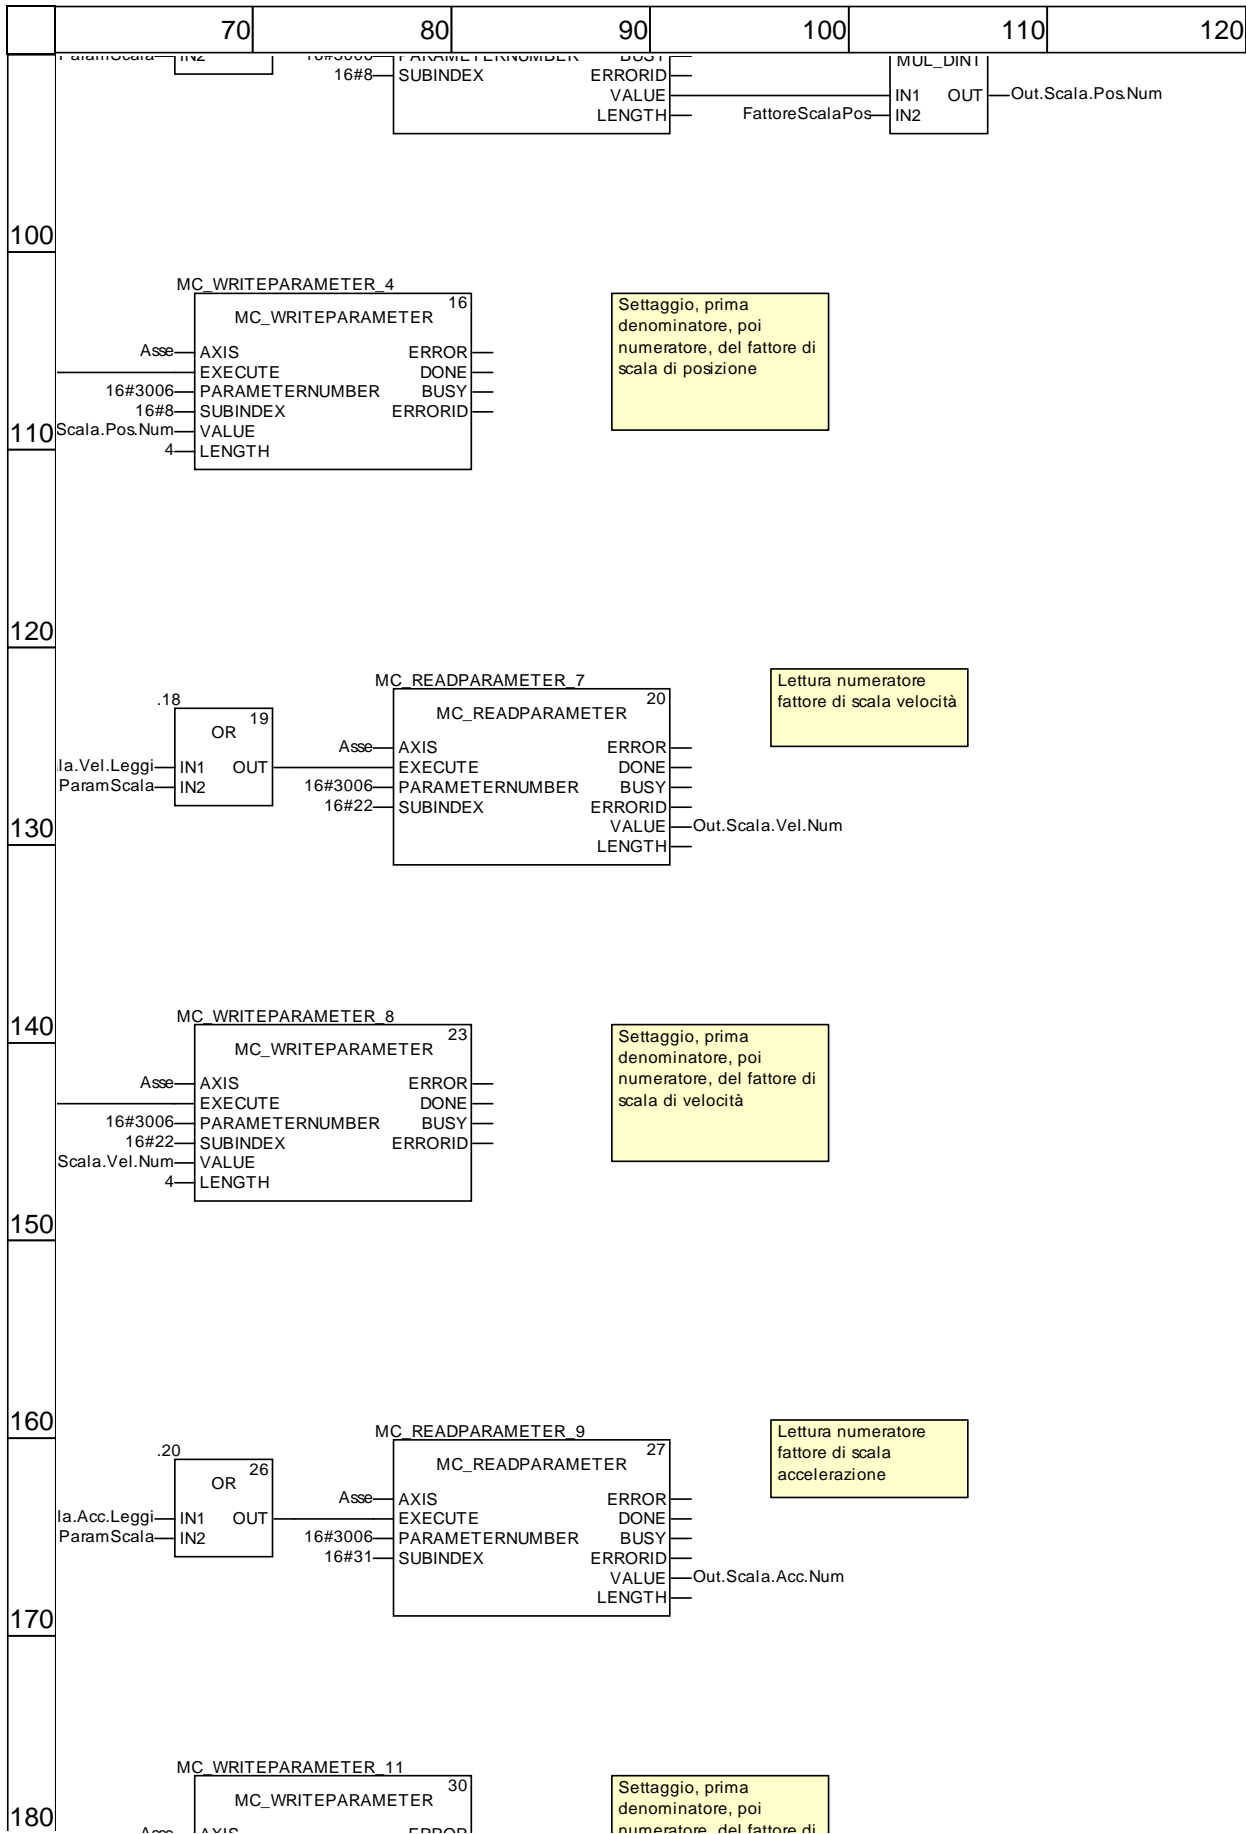 70 80 90 100 110 120
ParamScala IN2 16#3006 PARAMETERNUMBER BUSY MUL_DINT
16#8 SUBINDEX ERRORID
VALUE IN1 OUT Out.Scala.Pos.Num
LENGTH FattoreScalaPos IN2
100
MC_WRITEPARAMETER_4
16
MC_WRITEPARAMETER
Asse AXIS ERROR
EXECUTE DONE
16#3006 PARAMETERNUMBER BUSY
16#8 SUBINDEX ERRORID
Scala.Pos.Num VALUE
4 LENGTH
Settaggio, prima
denominatore, poi
numeratore, del fattore di
scala di posizione
110
120
.18
19
OR
la.Vel.Leggi IN1 OUT
ParamScala IN2
MC_READPARAMETER_7
20
MC_READPARAMETER
Asse AXIS ERROR
EXECUTE DONE
16#3006 PARAMETERNUMBER BUSY
16#22 SUBINDEX ERRORID
VALUE Out.Scala.Vel.Num
LENGTH
Lettura numeratore
fattore di scala velocità
130
140
MC_WRITEPARAMETER_8
23
MC_WRITEPARAMETER
Asse AXIS ERROR
EXECUTE DONE
16#3006 PARAMETERNUMBER BUSY
16#22 SUBINDEX ERRORID
Scala.Vel.Num VALUE
4 LENGTH
Settaggio, prima
denominatore, poi
numeratore, del fattore di
scala di velocità
150
160
.20
26
OR
la.Acc.Leggi IN1 OUT
ParamScala IN2
MC_READPARAMETER_9
27
MC_READPARAMETER
Asse AXIS ERROR
EXECUTE DONE
16#3006 PARAMETERNUMBER BUSY
16#31 SUBINDEX ERRORID
VALUE Out.Scala.Acc.Num
LENGTH
Lettura numeratore
fattore di scala
accelerazione
170
180
MC_WRITEPARAMETER_11
30
MC_WRITEPARAMETER
Asse AXIS ERROR
Settaggio, prima
denominatore, poi
numeratore, del fattore di